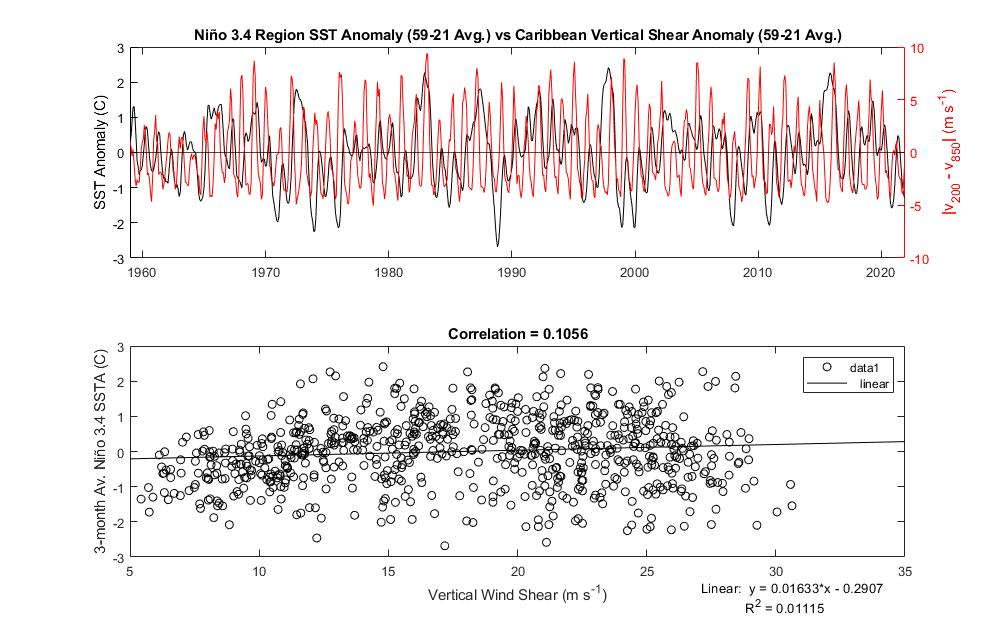 Niño 3.4 Region SST Anomaly (59-21 Avg.) vs Caribbean Vertical Shear Anomaly (59-21 Avg.)
SST Anomaly (C)
3
2
1
0
-1
-2
-3
1960 1970 1980 1990 2000 2010 2020
10
5
0
-5
-10
|v200 - v850| (m s-1)
Correlation = 0.1056
3-month Av. Niño 3.4 SSTA (C)
3
2
1
0
-1
-2
-3
data1
linear
5 10 15 20 25 30 35
Vertical Wind Shear (m s-1)
Linear: y = 0.01633*x - 0.2907
R2 = 0.01115